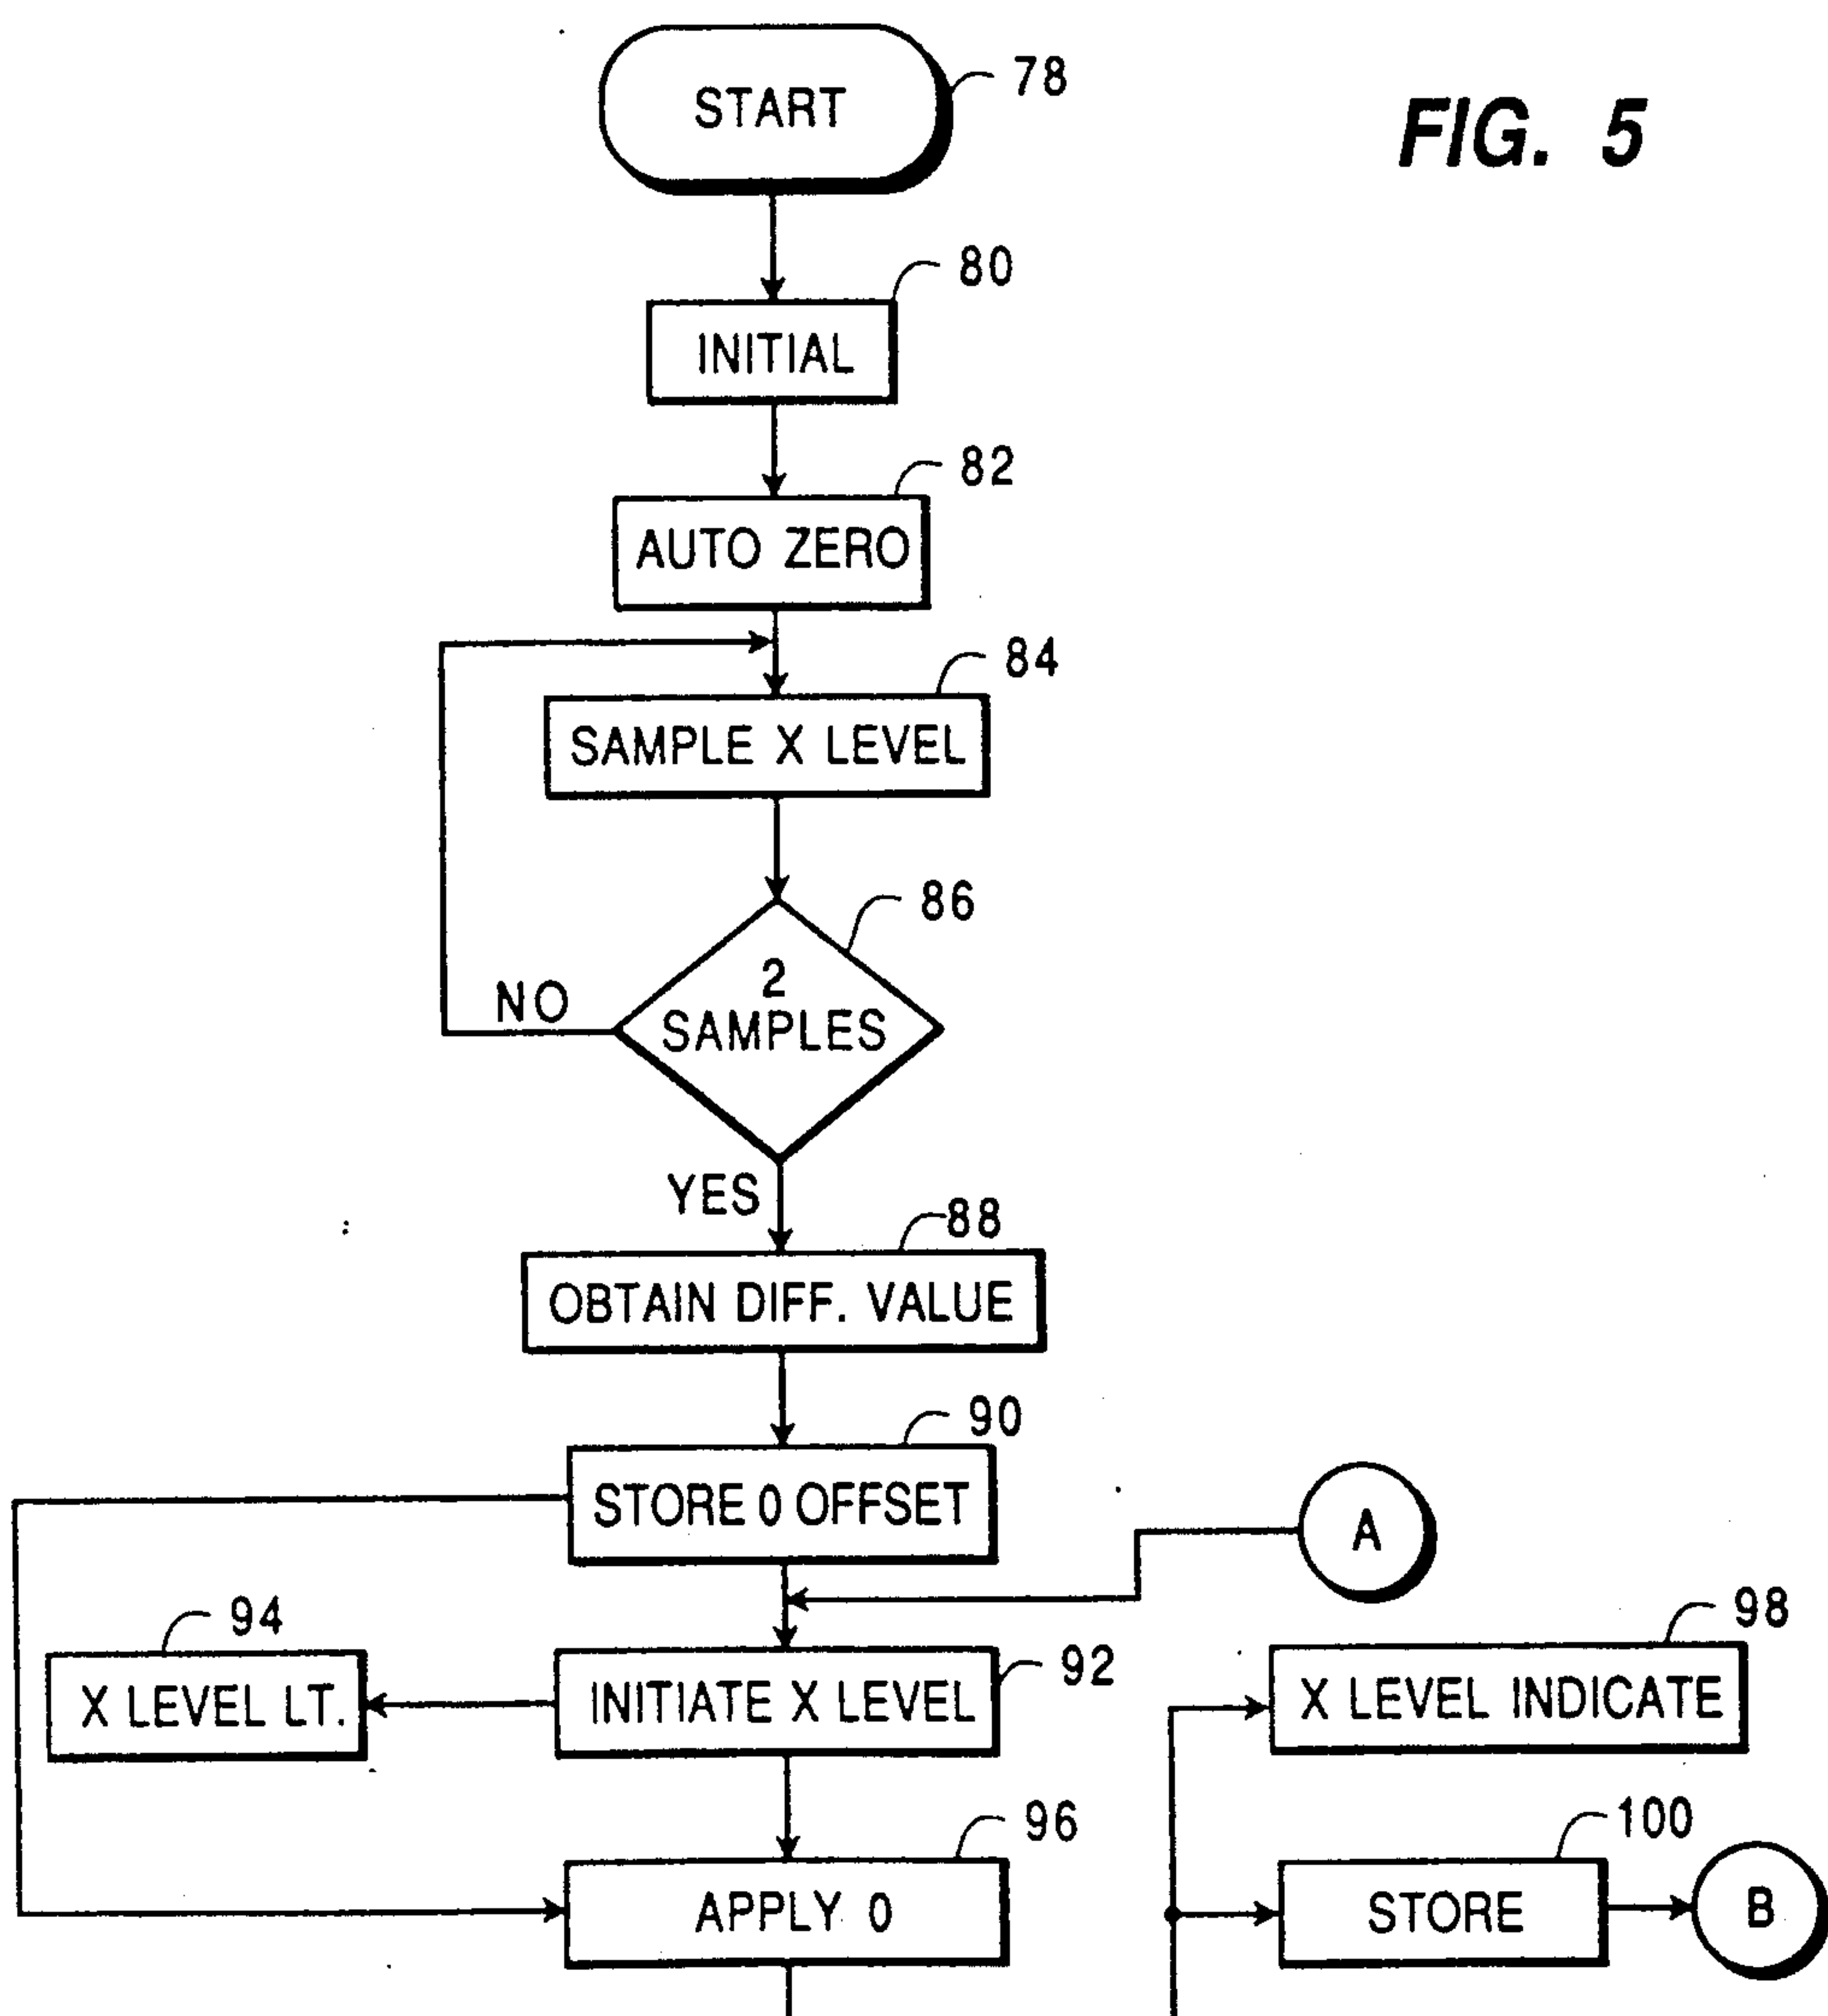 FIG. 5
START
78
INITIAL
80
AUTO ZERO
82
SAMPLE X LEVEL
84
2
SAMPLES
86
NO
YES
OBTAIN DIFF. VALUE
88
STORE 0 OFFSET
90
A
INITIATE X LEVEL
92
X LEVEL LT.
94
APPLY 0
96
X LEVEL INDICATE
98
STORE
100
B